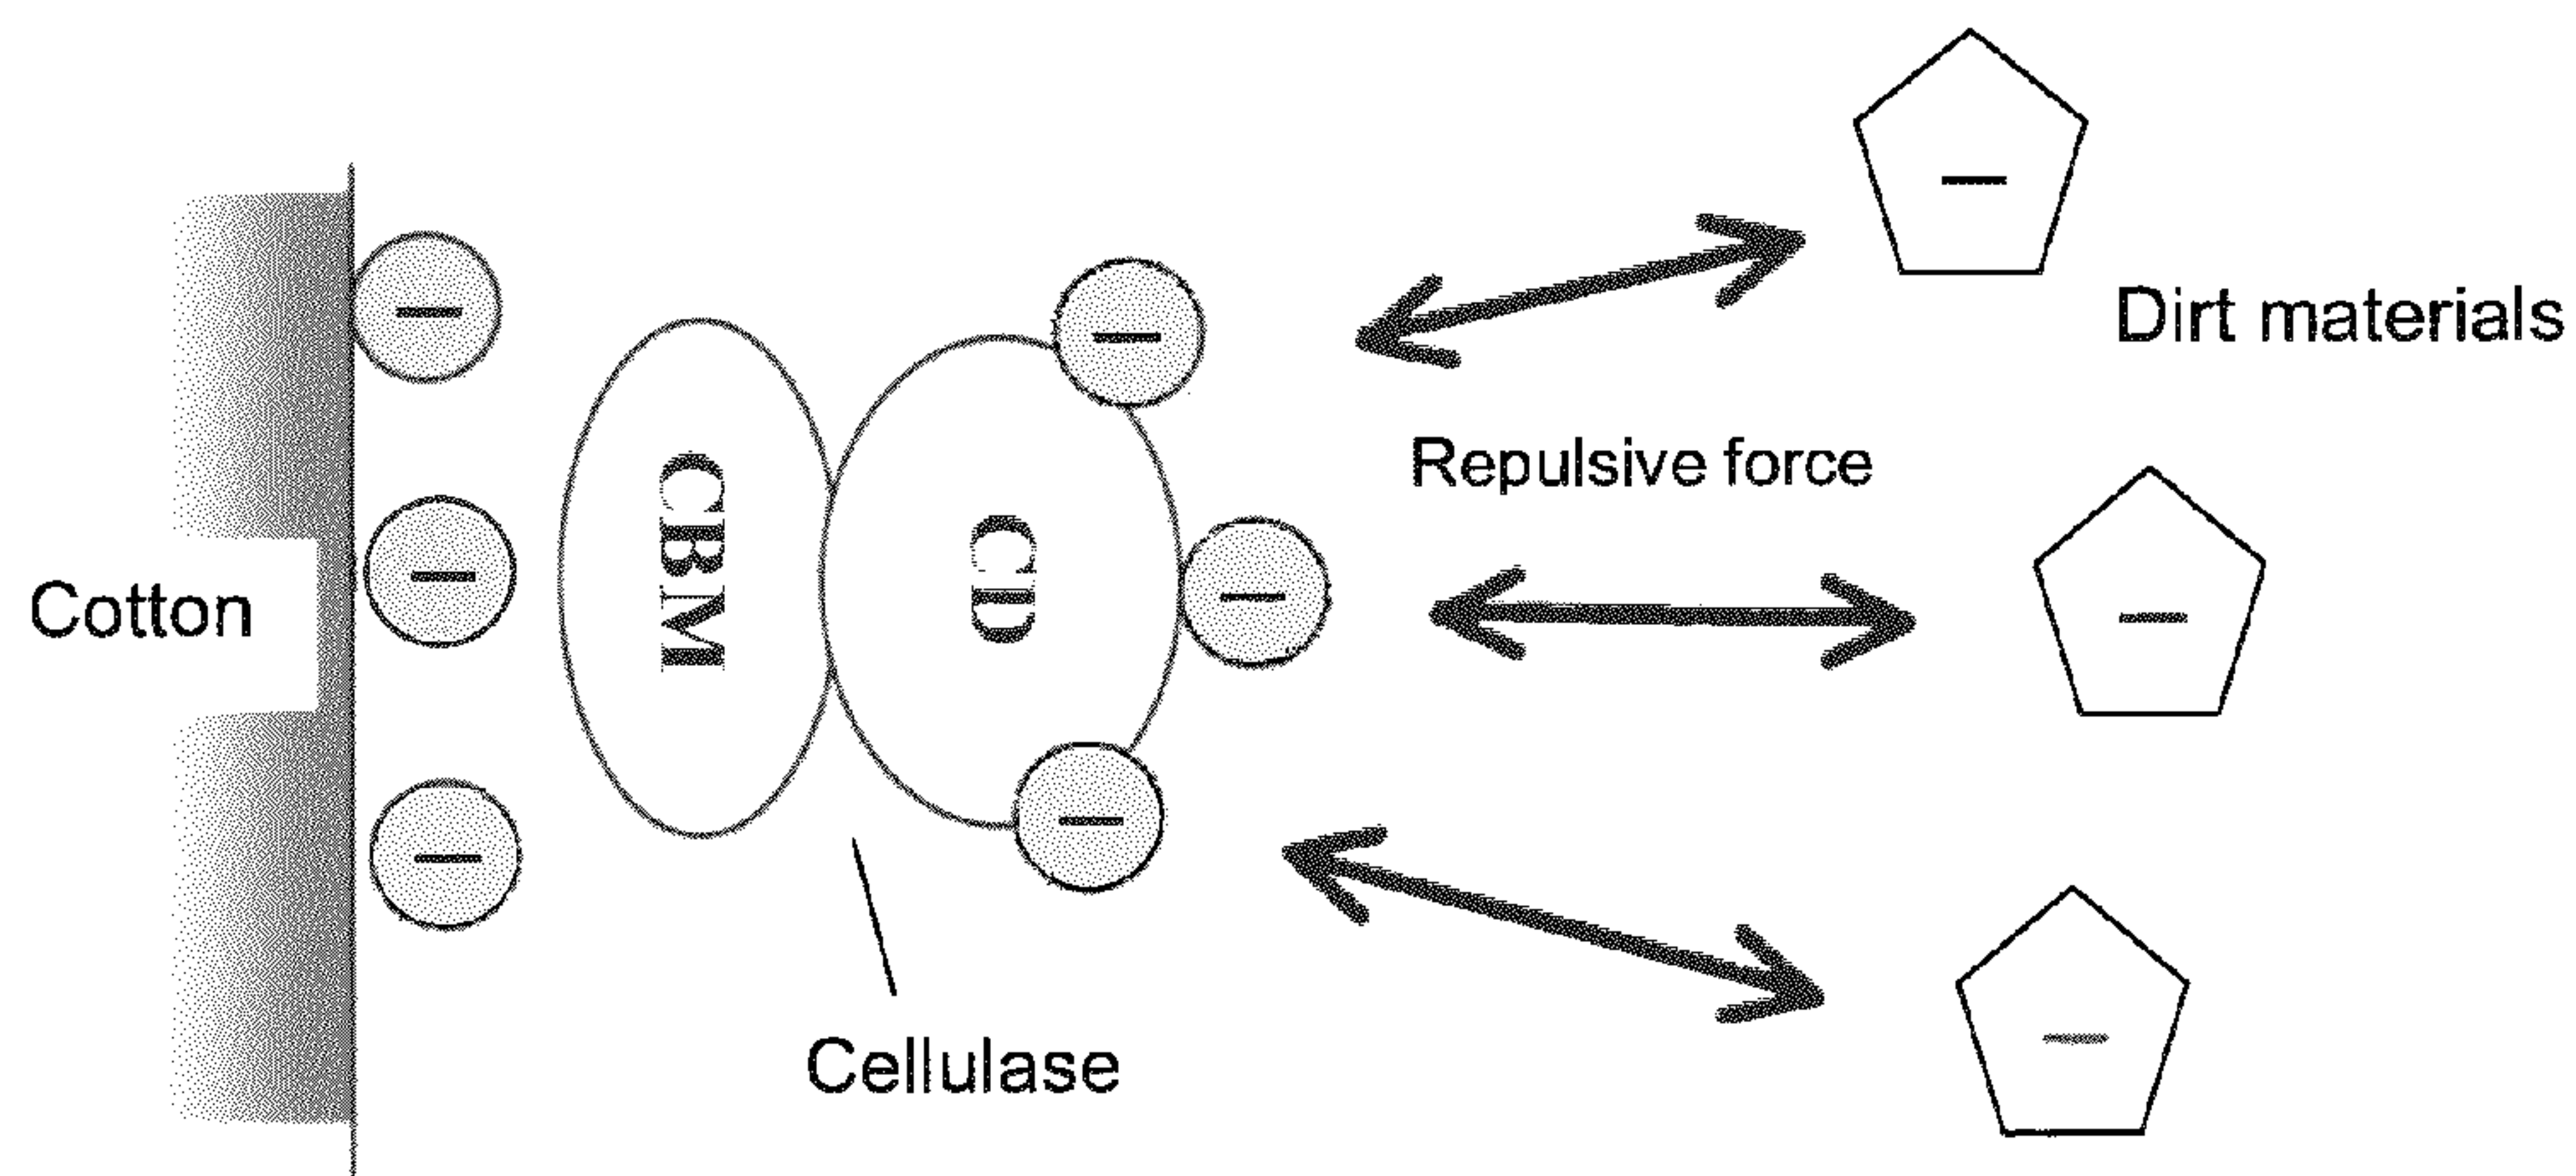 Dirt materials
Repulsive force
Cotton
CBM
CD
Cellulase